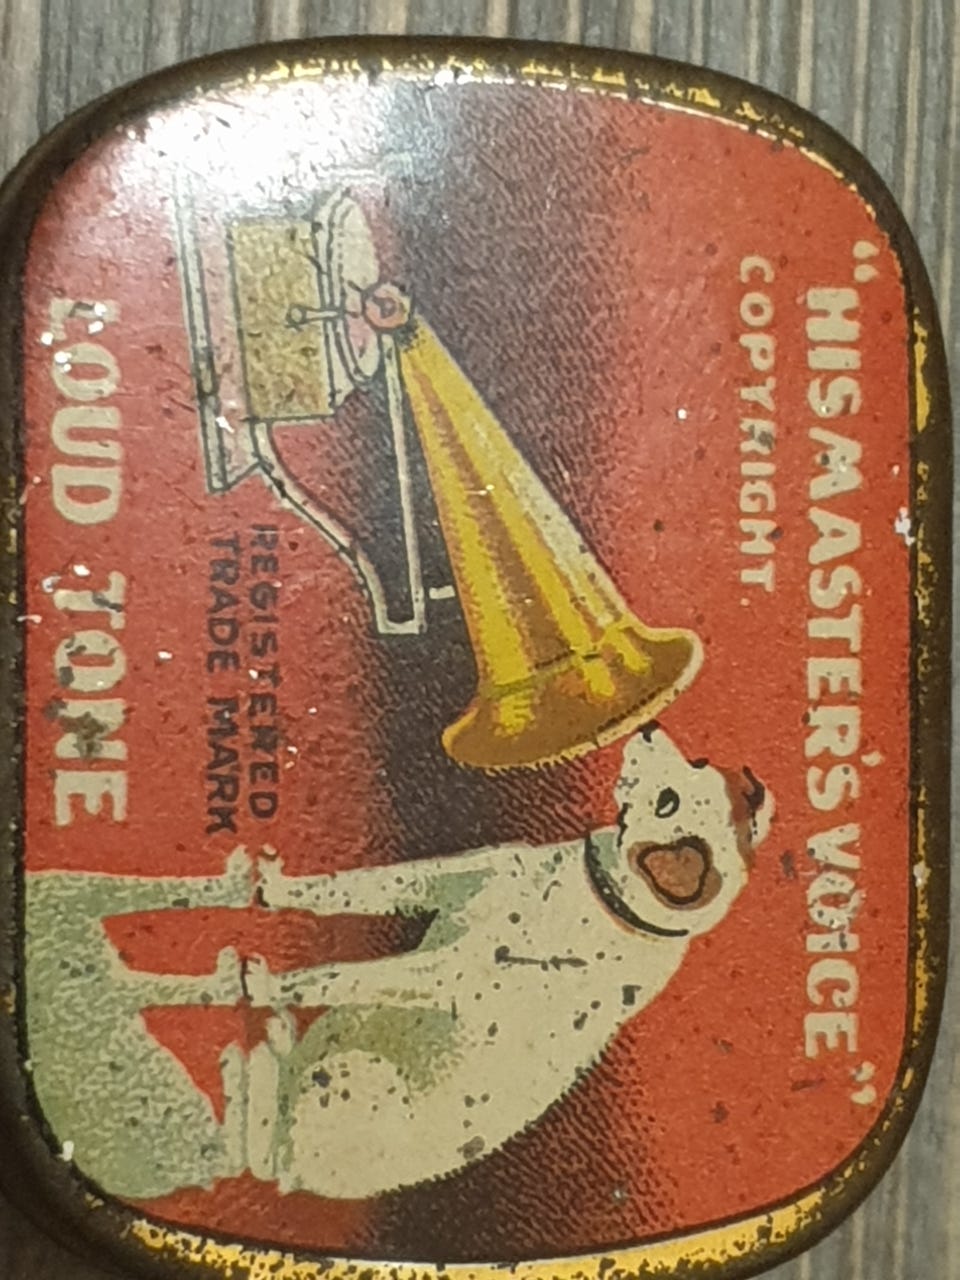 "HIS MASTER'S VOICE"
COPYRIGHT
REGISTERED
TRADE MARK
LOUD TONE